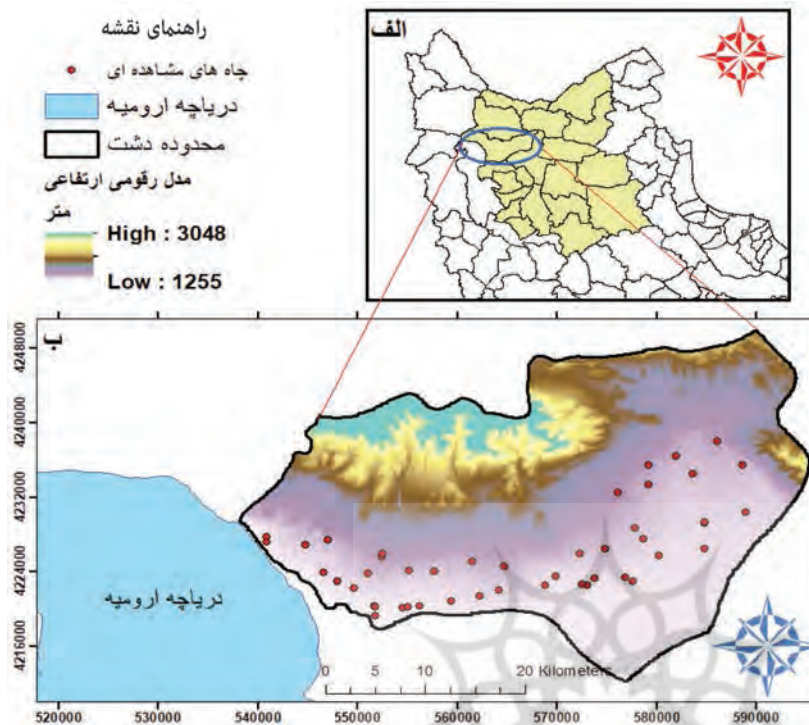 راهنمای نقشه
چاه های مشاهده ای
دریاچه ارومیه
محدوده دشت
مدل رقومی ارتفاعی
متر
High : 3048
Low : 1255
الف
ب
4248000
4240000
4232000
4224000
4216000
دریاچه ارومیه
0 5 10 20 Kilometers
520000 530000 540000 550000 560000 570000 580000 590000